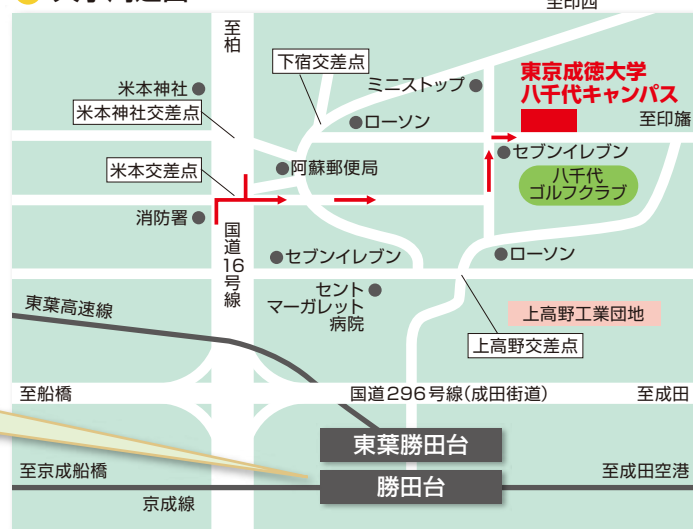 至印西
至柏
下宿交差点
ミニストップ
東京成徳大学
八千代キャンパス
米本神社
米本神社交差点
ローソン
至印旛
セブンイレブン
米本交差点
阿蘇郵便局
八千代
ゴルフクラブ
消防署
国道16号線
セブンイレブン
ローソン
セント
マーガレット
病院
東葉高速線
上高野工業団地
上高野交差点
至船橋
国道296号線(成田街道)
至成田
東葉勝田台
至京成船橋
勝田台
至成田空港
京成線